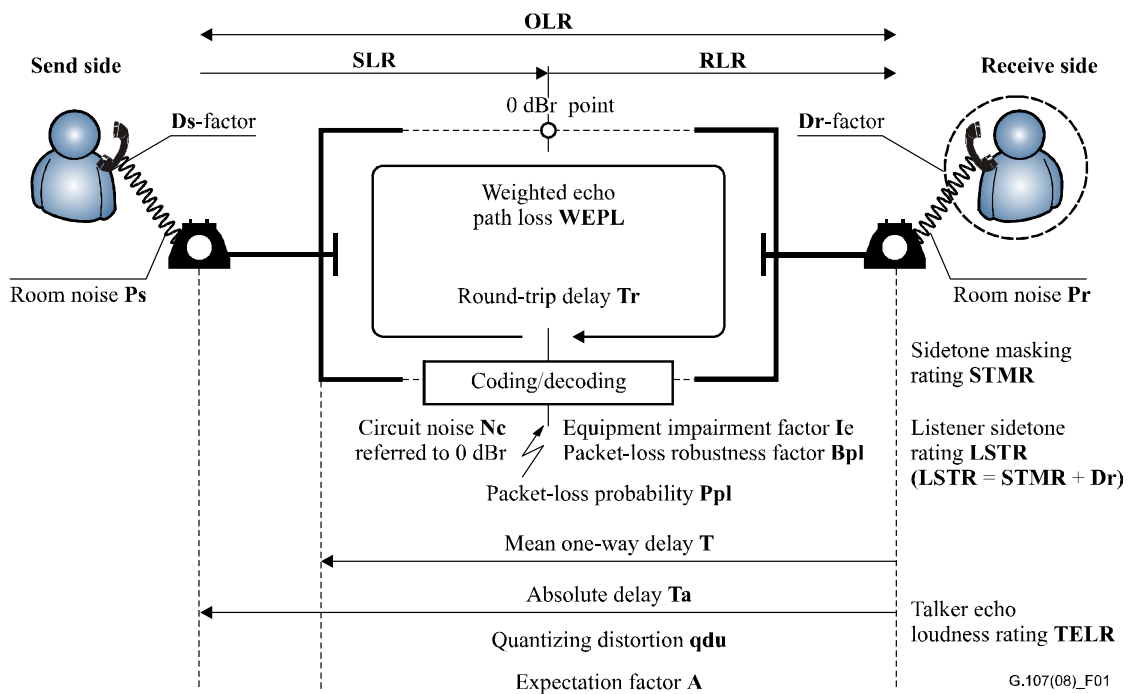 OLR
Send side
SLR
RLR
Receive side
0 dBr point
Ds-factor
Dr-factor
Weighted echo
path loss WEPL
Room noise Ps
Round-trip delay Tr
Room noise Pr
Sidetone masking
rating STMR
Coding/decoding
Circuit noise Nc
referred to 0 dBr
Equipment impairment factor Ie
Packet-loss robustness factor Bpl
Listener sidetone
rating LSTR
(LSTR = STMR + Dr)
Packet-loss probability Ppl
Mean one-way delay T
Absolute delay Ta
Talker echo
loudness rating TELR
Quantizing distortion qdu
Expectation factor A
G.107(08)_F01